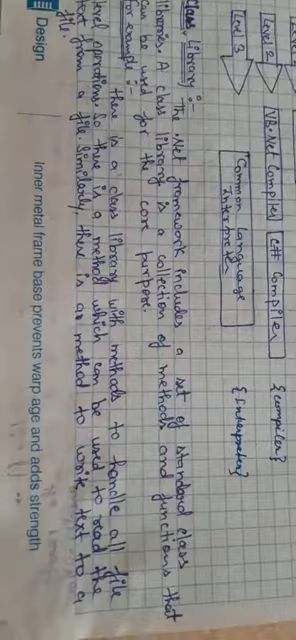 Level 2
VB.Net Compiler
C# Compiler
{Compiler}
Level 3
Common Language
Interpreter
{Interpreter}
Class Library :-
The .Net framework includes a set of standard class
libraries. A class library is a collection of methods and functions that
can be used for the core purpose.
for example :-
there is a class library with methods to handle all file
level operations. So there is a method which can be used to read the
text from a file. Similarly, there is a method to write text to a
file.
Design
Inner metal frame base prevents warp age and adds strength